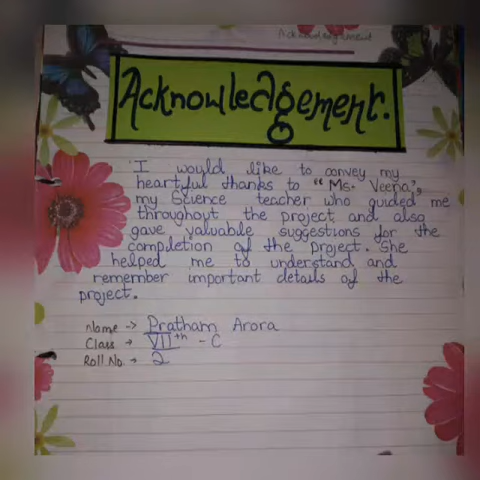 Acknowledgement
Acknowledgement.
I would like to convey my
heartful thanks to "Ms. Veena",
my Science teacher who guided me
throughout the project and also
gave valuable suggestions for the
completion of the project. She
helped me to understand and
remember important details of the
project.
Name → Pratham Arora
Class → VIIth - C
Roll No. → 2